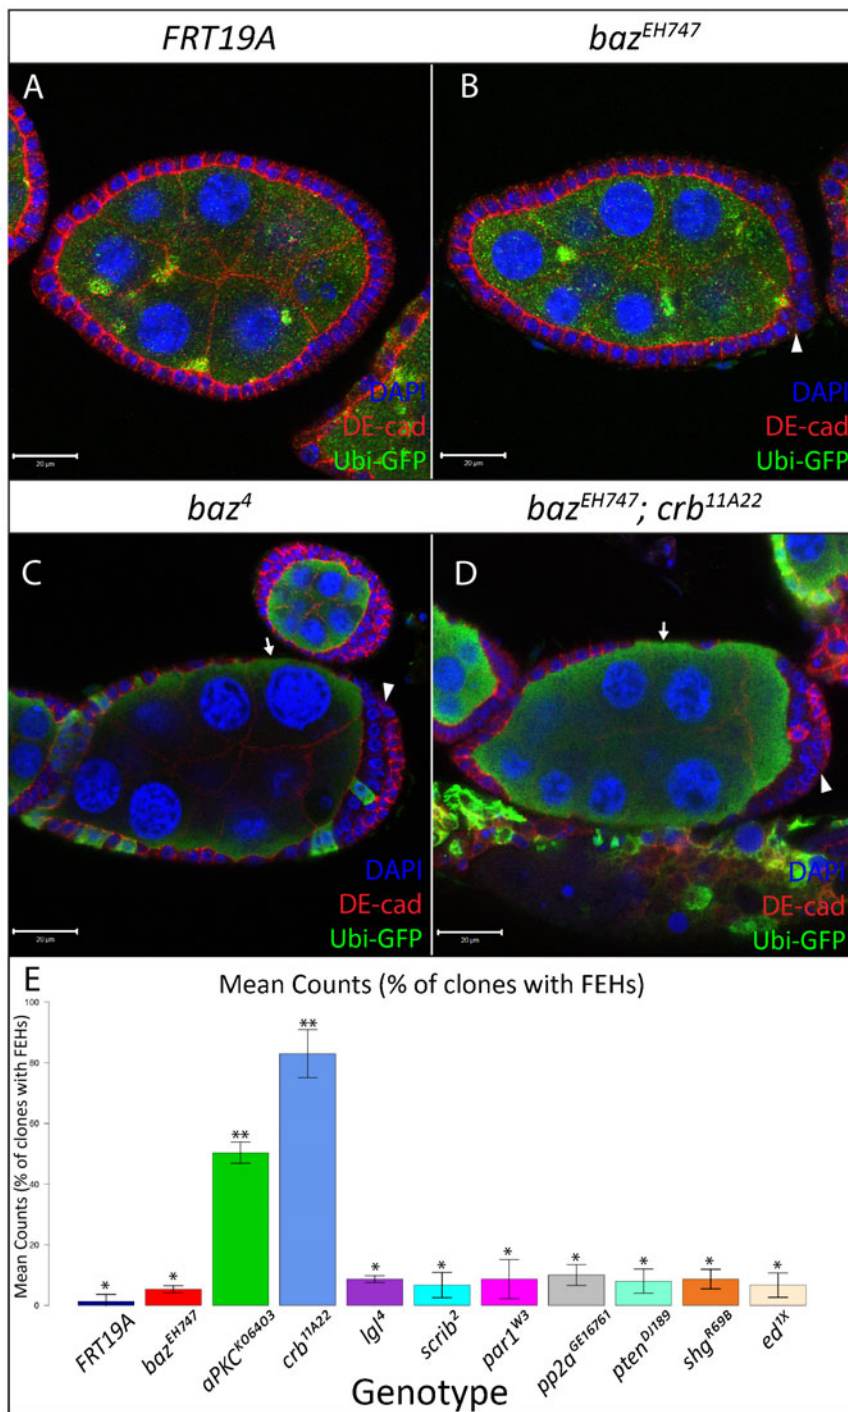 FRT19A
baz^EH747
A
B
DAPI
DE-cad
Ubi-GFP
20 µm
DAPI
DE-cad
Ubi-GFP
20 µm
baz^4
baz^EH747; crb^11A22
C
D
DAPI
DE-cad
Ubi-GFP
20 µm
DAPI
DE-cad
Ubi-GFP
20 µm
E
Mean Counts (% of clones with FEHs)
Mean Counts (% of clones with FEHs)
100
80
60
40
20
0
*
*
**
**
*
*
*
*
*
*
*
FRT19A
baz^EH747
aPKC^K06403
crb^11A22
lgl^4
scrib^2
par1^W3
pp2a^GE16761
pten^DJ189
shg^R69B
ed^1X
Genotype